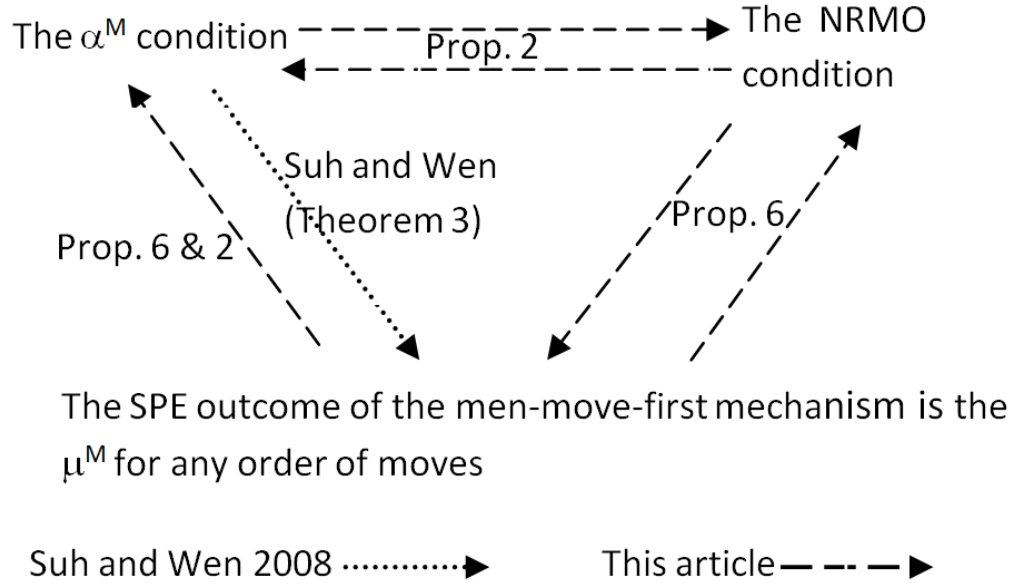 The α^M condition
Prop. 2
The NRMO
condition
Suh and Wen
(Theorem 3)
Prop. 6 & 2
Prop. 6
The SPE outcome of the men-move-first mechanism is the
μ^M for any order of moves
Suh and Wen 2008
This article